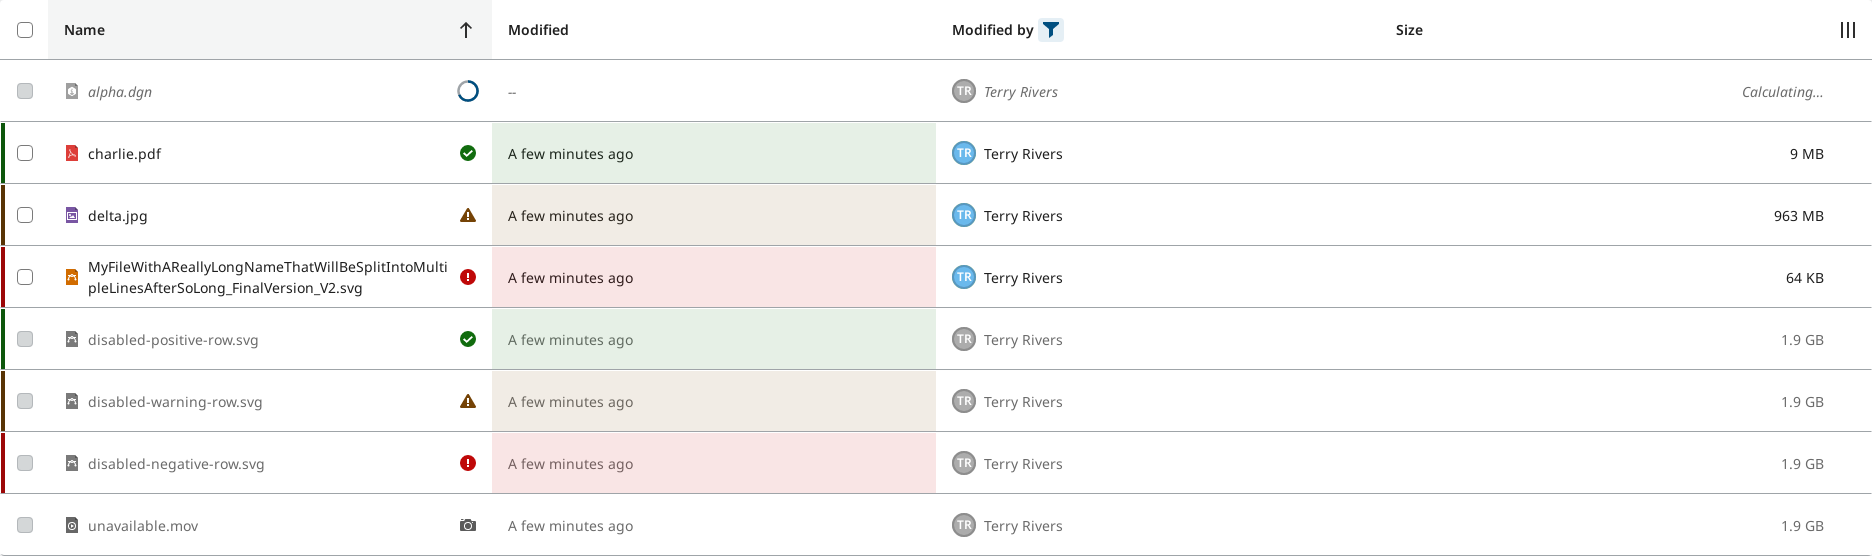 Name Modified Modified by Size
alpha.dgn -- TR Terry Rivers Calculating...
charlie.pdf A few minutes ago TR Terry Rivers 9 MB
delta.jpg A few minutes ago TR Terry Rivers 963 MB
MyFileWithAReallyLongNameThatWillBeSplitIntoMulti
pleLinesAfterSoLong_FinalVersion_V2.svg A few minutes ago TR Terry Rivers 64 KB
disabled-positive-row.svg A few minutes ago TR Terry Rivers 1.9 GB
disabled-warning-row.svg A few minutes ago TR Terry Rivers 1.9 GB
disabled-negative-row.svg A few minutes ago TR Terry Rivers 1.9 GB
unavailable.mov A few minutes ago TR Terry Rivers 1.9 GB